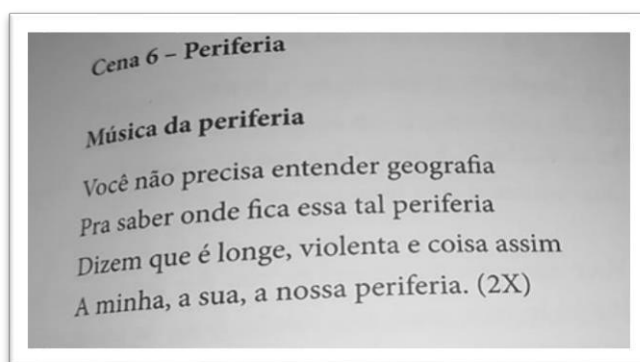 Cena 6 – Periferia
Música da periferia
Você não precisa entender geografia
Pra saber onde fica essa tal periferia
Dizem que é longe, violenta e coisa assim
A minha, a sua, a nossa periferia. (2X)